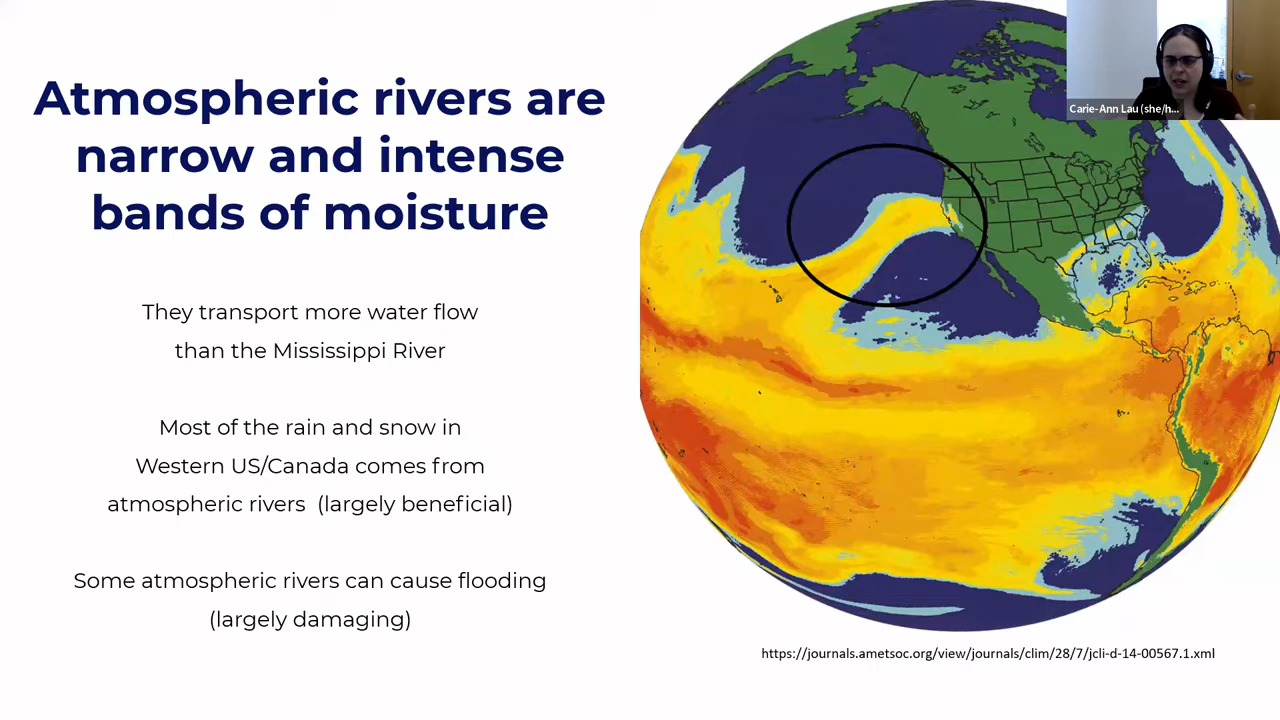 Atmospheric rivers are
narrow and intense
bands of moisture
They transport more water flow
than the Mississippi River
Most of the rain and snow in
Western US/Canada comes from
atmospheric rivers (largely beneficial)
Some atmospheric rivers can cause flooding
(largely damaging)
Carie-Ann Lau (she/h...
https://journals.ametsoc.org/view/journals/clim/28/7/jcli-d-14-00567.1.xml